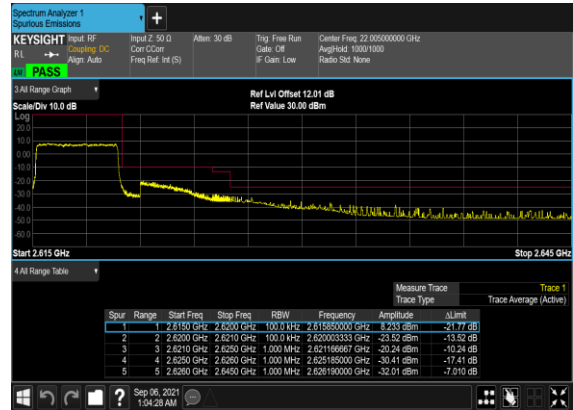 Spectrum Analyzer 1
Spurious Emissions
+
KEYSIGHT Input: RF Input Z: 50 Ω Atten: 30 dB Trig: Free Run Center Freq: 22.005000000 GHz
RL Coupling: DC Corr CCorr Gate: Off Avg|Hold: 1000/1000
Align: Auto Freq Ref: Int (S) IF Gain: Low Radio Std: None
LW PASS
3 All Range Graph
Ref Lvl Offset 12.01 dB
Scale/Div 10.0 dB Ref Value 30.00 dBm
Log
20.0
10.0
0.00
-10.0
-20.0
-30.0
-40.0
-50.0
-60.0
Start 2.615 GHz Stop 2.645 GHz
4 All Range Table
Measure Trace Trace 1
Trace Type Trace Average (Active)
Spur Range Start Freq Stop Freq RBW Frequency Amplitude ΔLimit
1 1 2.6150 GHz 2.6200 GHz 100.0 kHz 2.615850000 GHz 8.233 dBm -21.77 dB
2 2 2.6200 GHz 2.6210 GHz 100.0 kHz 2.620003333 GHz -23.52 dBm -13.52 dB
3 3 2.6210 GHz 2.6250 GHz 1.000 MHz 2.621166667 GHz -20.24 dBm -10.24 dB
4 4 2.6250 GHz 2.6260 GHz 1.000 MHz 2.625185000 GHz -30.41 dBm -17.41 dB
5 5 2.6260 GHz 2.6450 GHz 1.000 MHz 2.626190000 GHz -32.01 dBm -7.010 dB
? Sep 06, 2021
1:04:28 AM